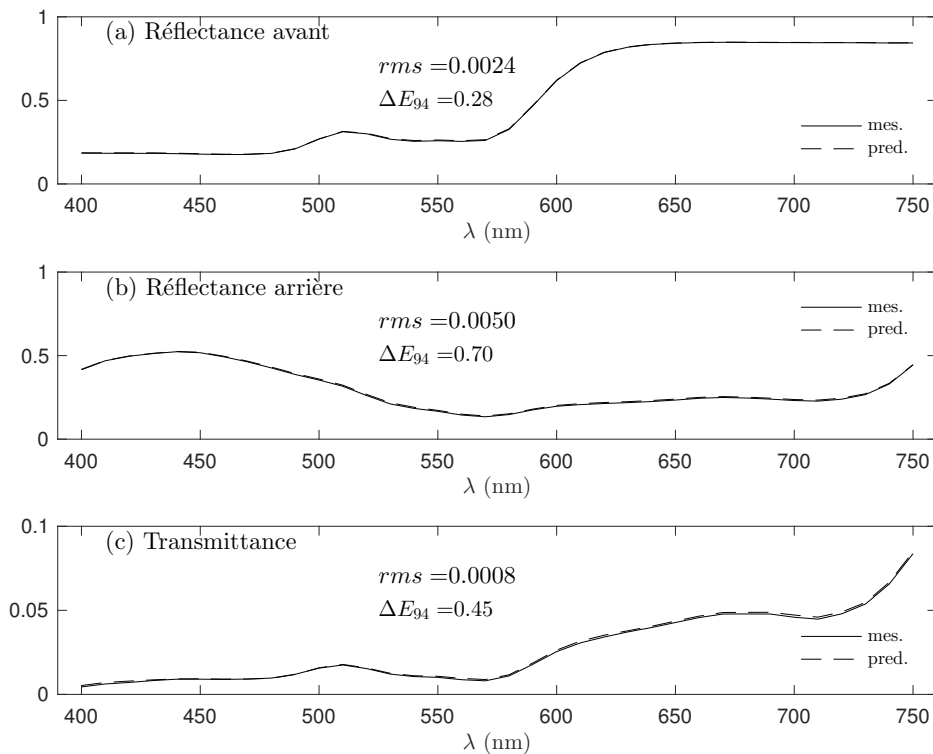 (a) Réflectance avant
rms =0.0024
ΔE94 =0.28
mes.
pred.
1
0.5
0
400 450 500 550 600 650 700 750
λ (nm)
(b) Réflectance arrière
rms =0.0050
ΔE94 =0.70
mes.
pred.
1
0.5
0
400 450 500 550 600 650 700 750
λ (nm)
(c) Transmittance
rms =0.0008
ΔE94 =0.45
mes.
pred.
0.1
0.05
0
400 450 500 550 600 650 700 750
λ (nm)